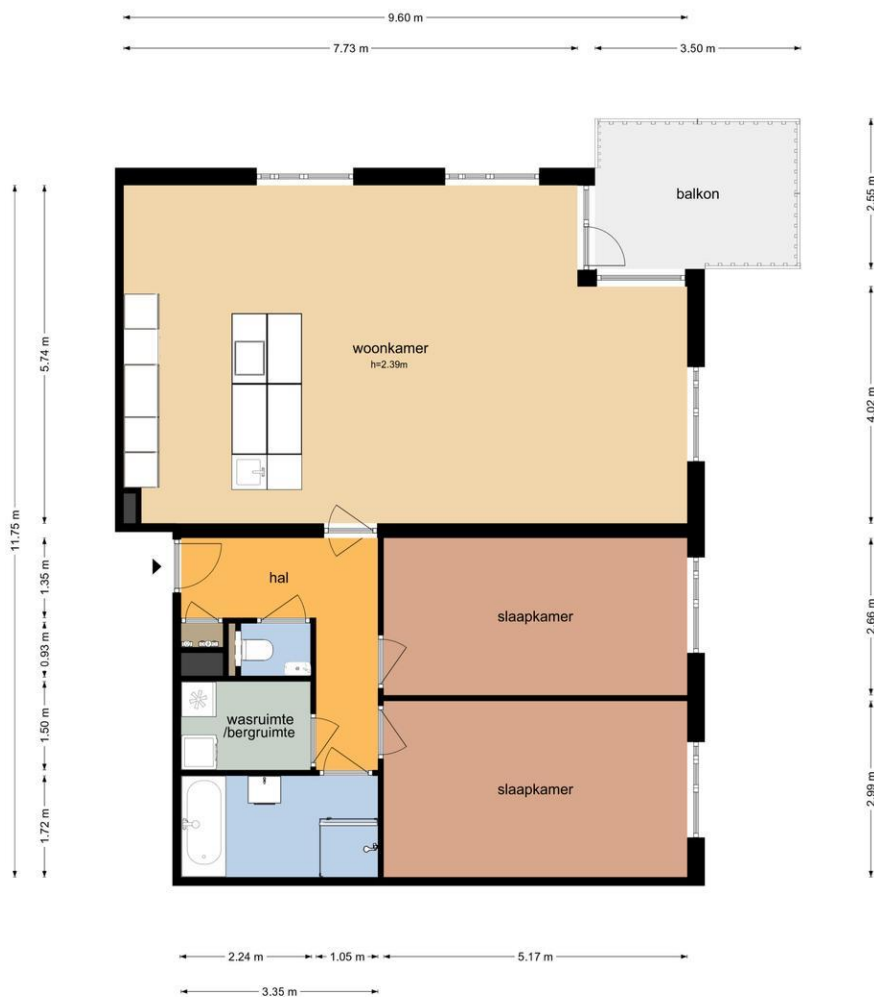 9.60 m
7.73 m
3.50 m
balkon
2.55 m
woonkamer
h=2.39m
5.74 m
4.02 m
11.75 m
hal
1.35 m
slaapkamer
2.66 m
0.93 m
wasruimte
/bergruimte
1.50 m
slaapkamer
2.99 m
1.72 m
2.24 m
1.05 m
5.17 m
3.35 m